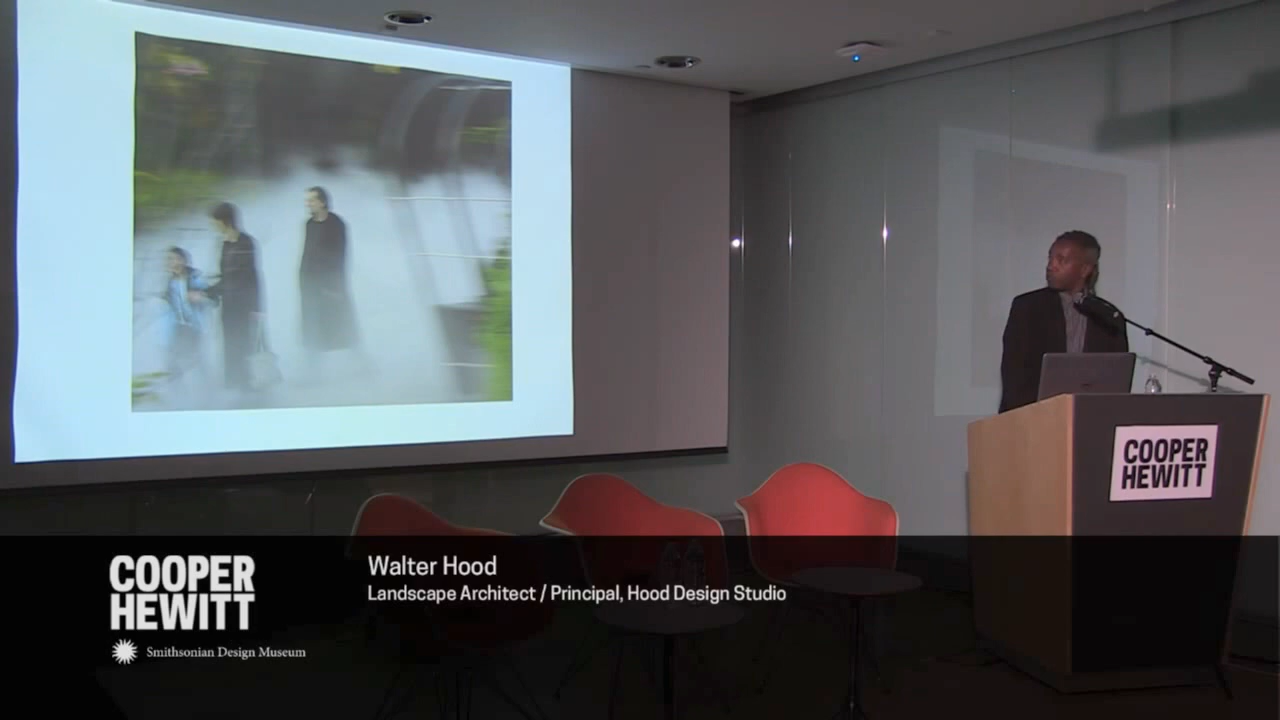 COOPER
HEWITT
COOPER
HEWITT
Smithsonian Design Museum
Walter Hood
Landscape Architect / Principal, Hood Design Studio